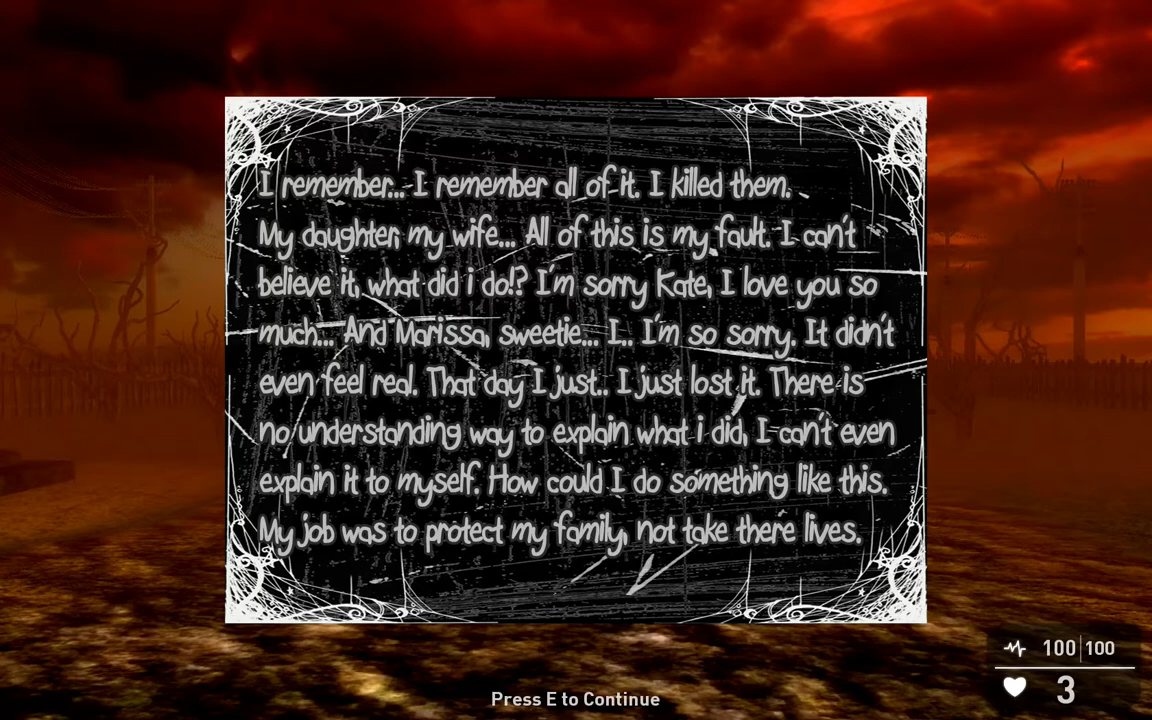 I remember... I remember all of it. I killed them.
My daughter, my wife... All of this is my fault. I can't
believe it, what did i do!? I'm sorry Kate, I love you so
much... And Marissa, sweetie... I.. I'm so sorry. It didn't
even feel real. That day I just.. I just lost it. There is
no understanding way to explain what i did, I can't even
explain it to myself. How could I do something like this.
My job was to protect my family, not take there lives.
100|100
3
Press E to Continue